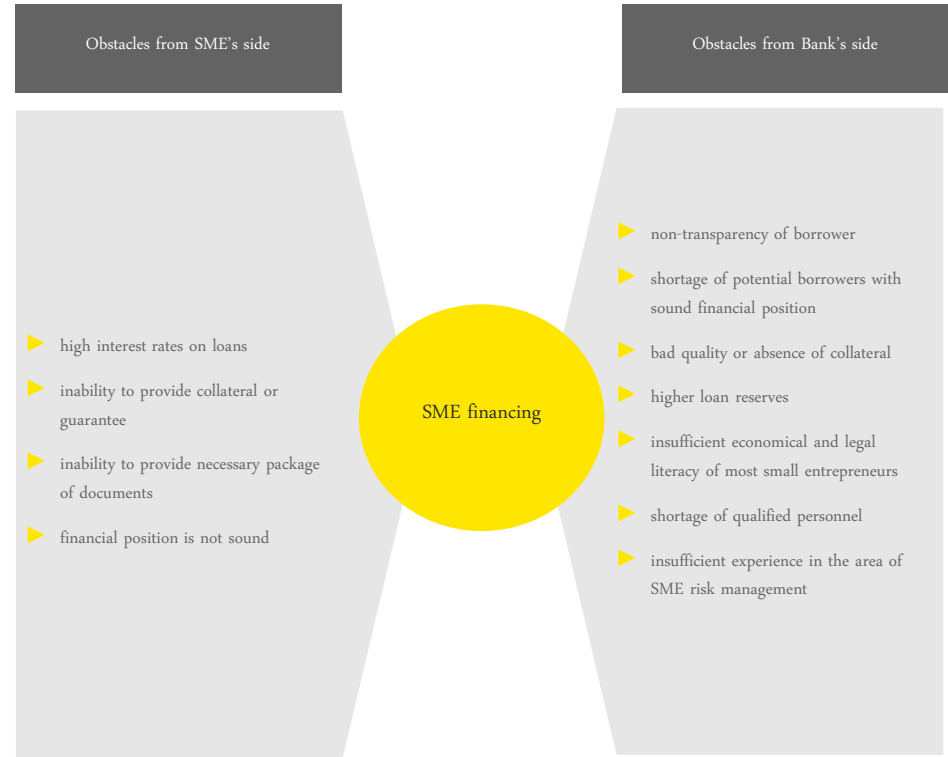 Obstacles from SME's side
Obstacles from Bank's side
high interest rates on loans
inability to provide collateral or
guarantee
inability to provide necessary package
of documents
financial position is not sound
SME financing
non-transparency of borrower
shortage of potential borrowers with
sound financial position
bad quality or absence of collateral
higher loan reserves
insufficient economical and legal
literacy of most small entrepreneurs
shortage of qualified personnel
insufficient experience in the area of
SME risk management